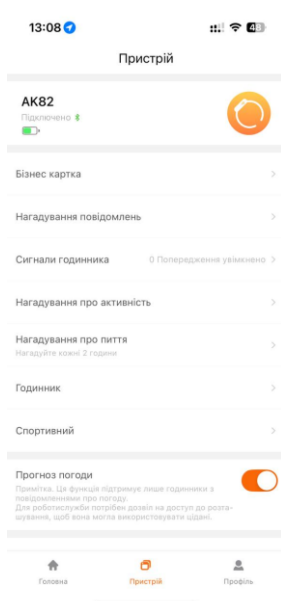 13:08
43
Пристрій
AK82
Підключено
Бізнес картка
Нагадування повідомлень
Сигнали годинника 0 Попередження увімкнено
Нагадування про активність
Нагадування про пиття
Нагадуйте кожні 2 години
Годинник
Спортивний
Прогноз погоди
Примітка. Ця функція підтримує лише годинники з
повідомленнями про погоду.
Для роботислужби потрібен дозвіл на доступ до розта-
шування, щоб вона могла використовувати цідані.
Головна Пристрій Профіль